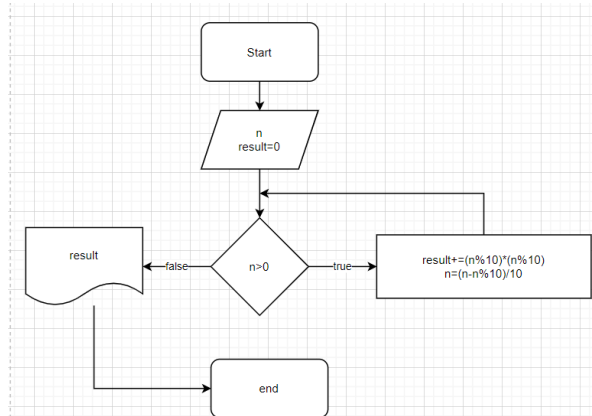 Start
n
result=0
result
false
n>0
true
result+=(n%10)*(n%10)
n=(n-n%10)/10
end